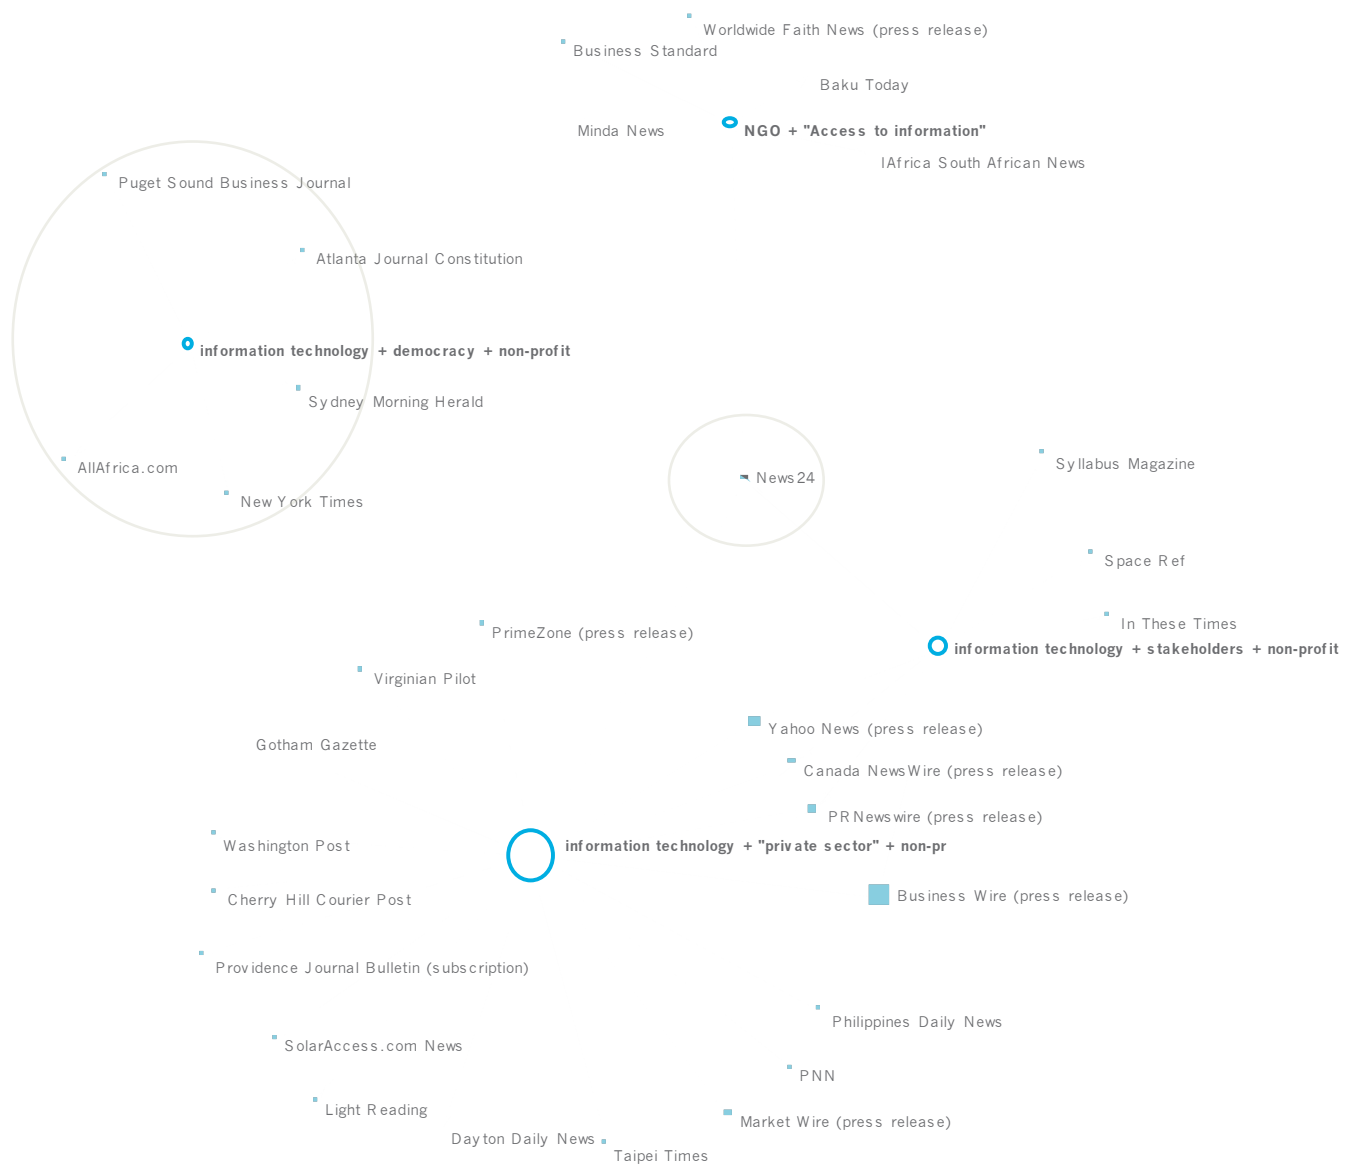 Worldwide Faith News (press release)
Business Standard
Baku Today
Minda News
NGO + "Access to information"
IAfrica South African News
Puget Sound Business Journal
Atlanta Journal Constitution
information technology + democracy + non-profit
Sydney Morning Herald
Syllabus Magazine
AllAfrica.com
News24
New York Times
Space Ref
In These Times
PrimeZone (press release)
information technology + stakeholders + non-profit
Virginian Pilot
Yahoo News (press release)
Gotham Gazette
Canada NewsWire (press release)
PR Newswire (press release)
Washington Post
information technology + "private sector" + non-pr
Business Wire (press release)
Cherry Hill Courier Post
Providence Journal Bulletin (subscription)
Philippines Daily News
SolarAccess.com News
PNN
Light Reading
Market Wire (press release)
Dayton Daily News
Taipei Times